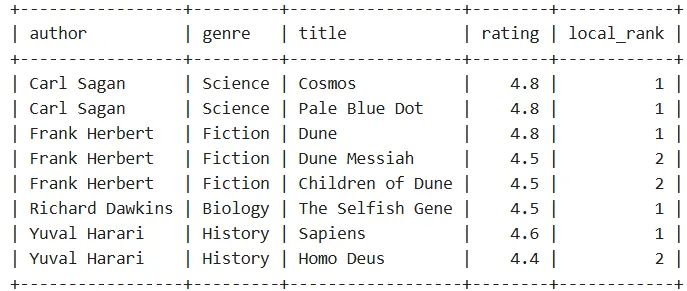 +-----------------+---------+------------------+--------+------------+
| author          | genre   | title            | rating | local_rank |
+-----------------+---------+------------------+--------+------------+
| Carl Sagan      | Science | Cosmos           |    4.8 |          1 |
| Carl Sagan      | Science | Pale Blue Dot    |    4.8 |          1 |
| Frank Herbert   | Fiction | Dune             |    4.8 |          1 |
| Frank Herbert   | Fiction | Dune Messiah     |    4.5 |          2 |
| Frank Herbert   | Fiction | Children of Dune |    4.5 |          2 |
| Richard Dawkins | Biology | The Selfish Gene |    4.5 |          1 |
| Yuval Harari    | History | Sapiens          |    4.6 |          1 |
| Yuval Harari    | History | Homo Deus        |    4.4 |          2 |
+-----------------+---------+------------------+--------+------------+